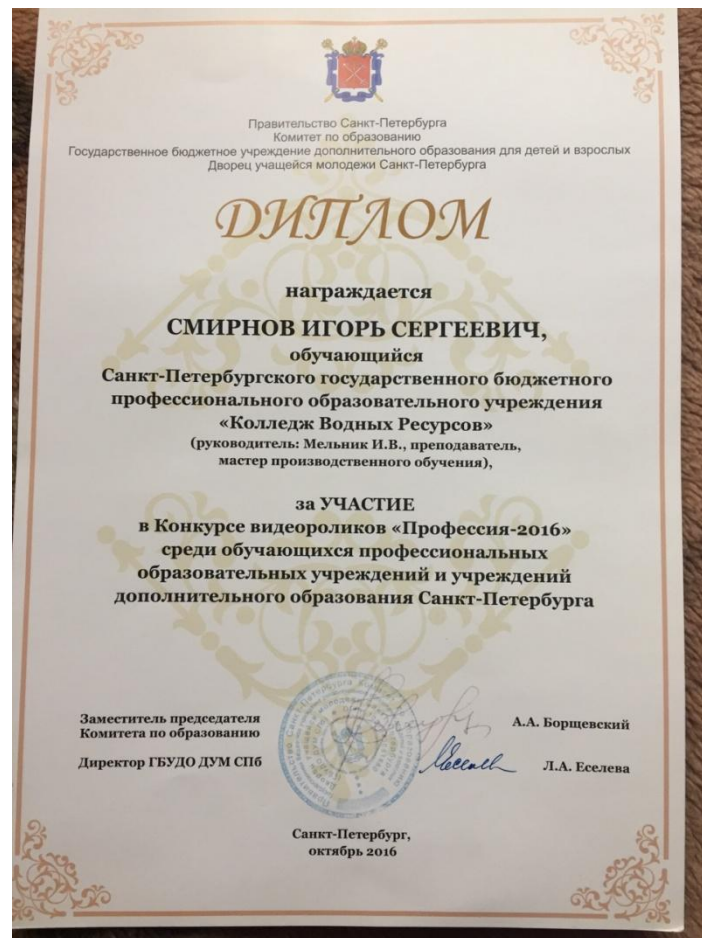 Правительство Санкт-Петербурга
Комитет по образованию
Государственное бюджетное учреждение дополнительного образования для детей и взрослых
Дворец учащейся молодежи Санкт-Петербурга
ДИПЛОМ
награждается
СМИРНОВ ИГОРЬ СЕРГЕЕВИЧ,
обучающийся
Санкт-Петербургского государственного бюджетного
профессионального образовательного учреждения
«Колледж Водных Ресурсов»
(руководитель: Мельник И.В., преподаватель,
мастер производственного обучения),
за УЧАСТИЕ
в Конкурсе видеороликов «Профессия-2016»
среди обучающихся профессиональных
образовательных учреждений и учреждений
дополнительного образования Санкт-Петербурга
Заместитель председателя
Комитета по образованию
А.А. Борщевский
Директор ГБУДО ДУМ СПб
Л.А. Еселева
Санкт-Петербург,
октябрь 2016